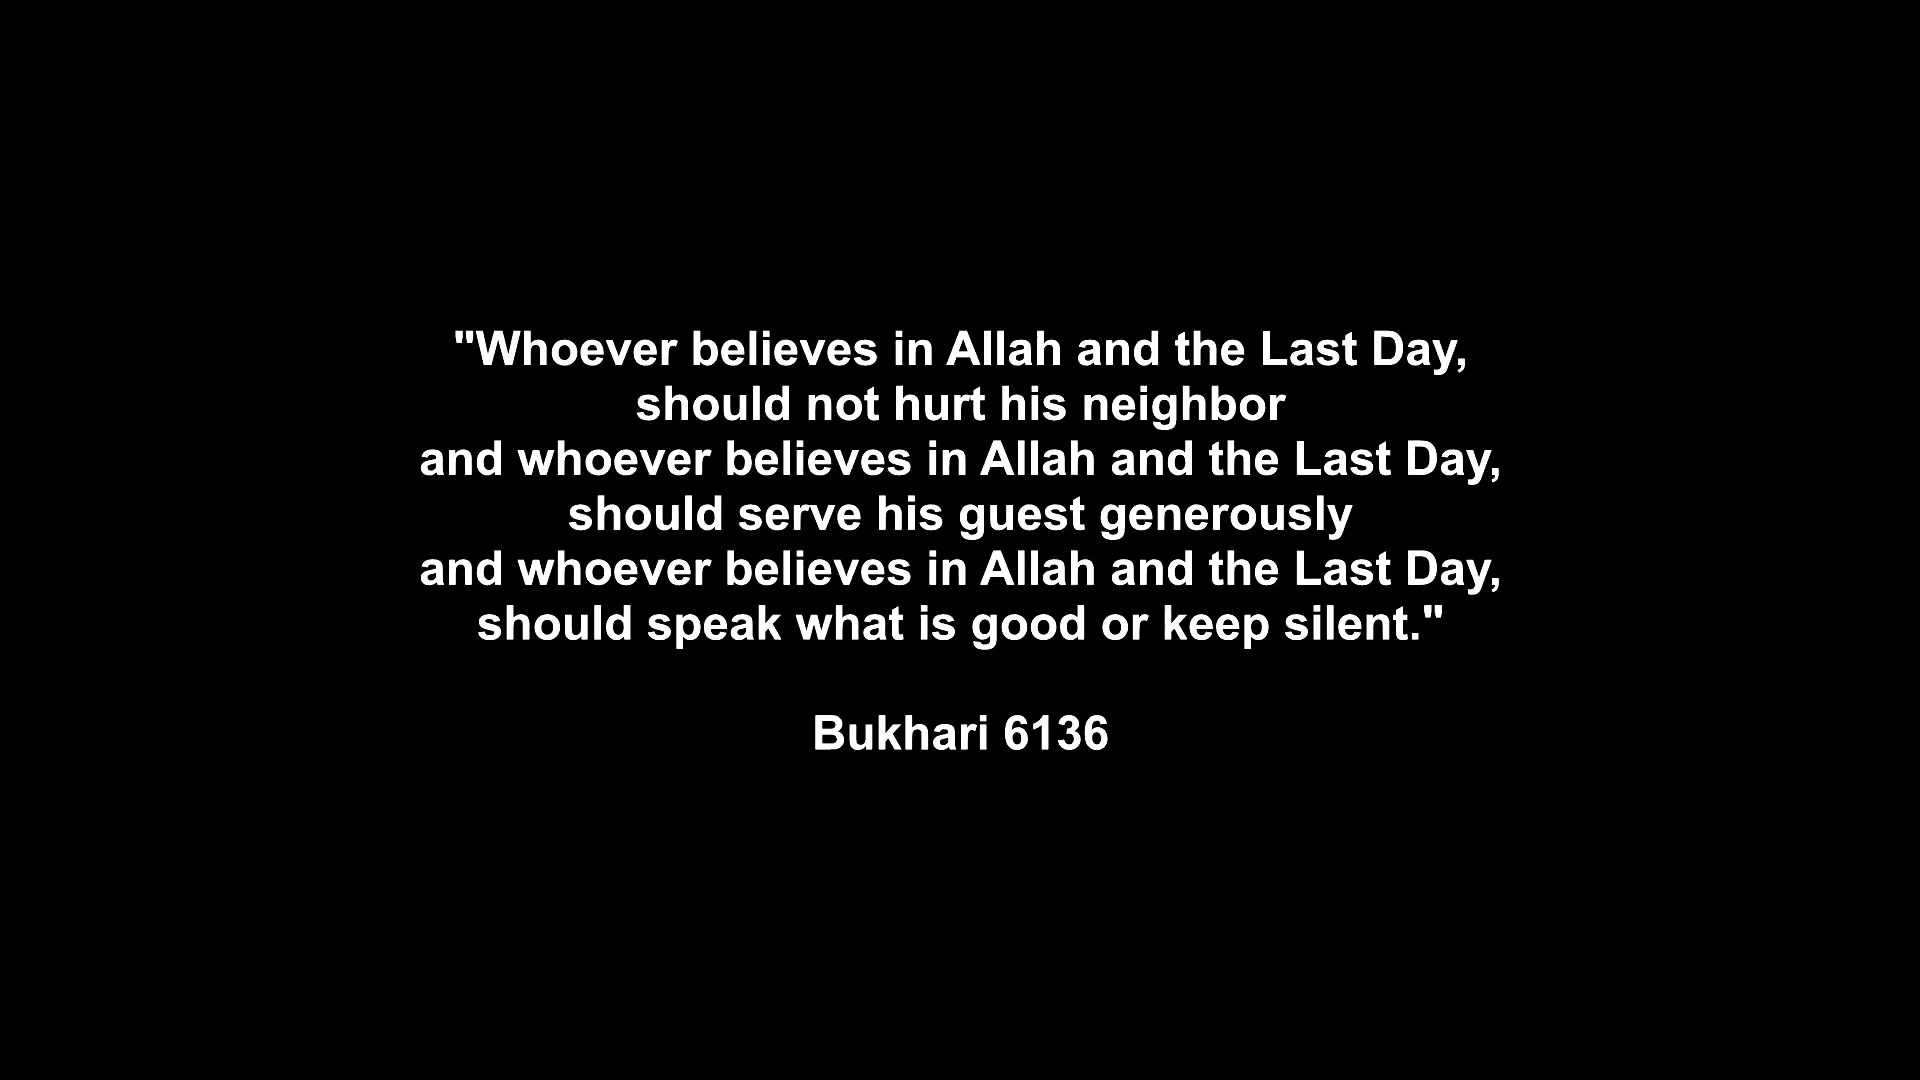 "Whoever believes in Allah and the Last Day,
should not hurt his neighbor
and whoever believes in Allah and the Last Day,
should serve his guest generously
and whoever believes in Allah and the Last Day,
should speak what is good or keep silent."
Bukhari 6136